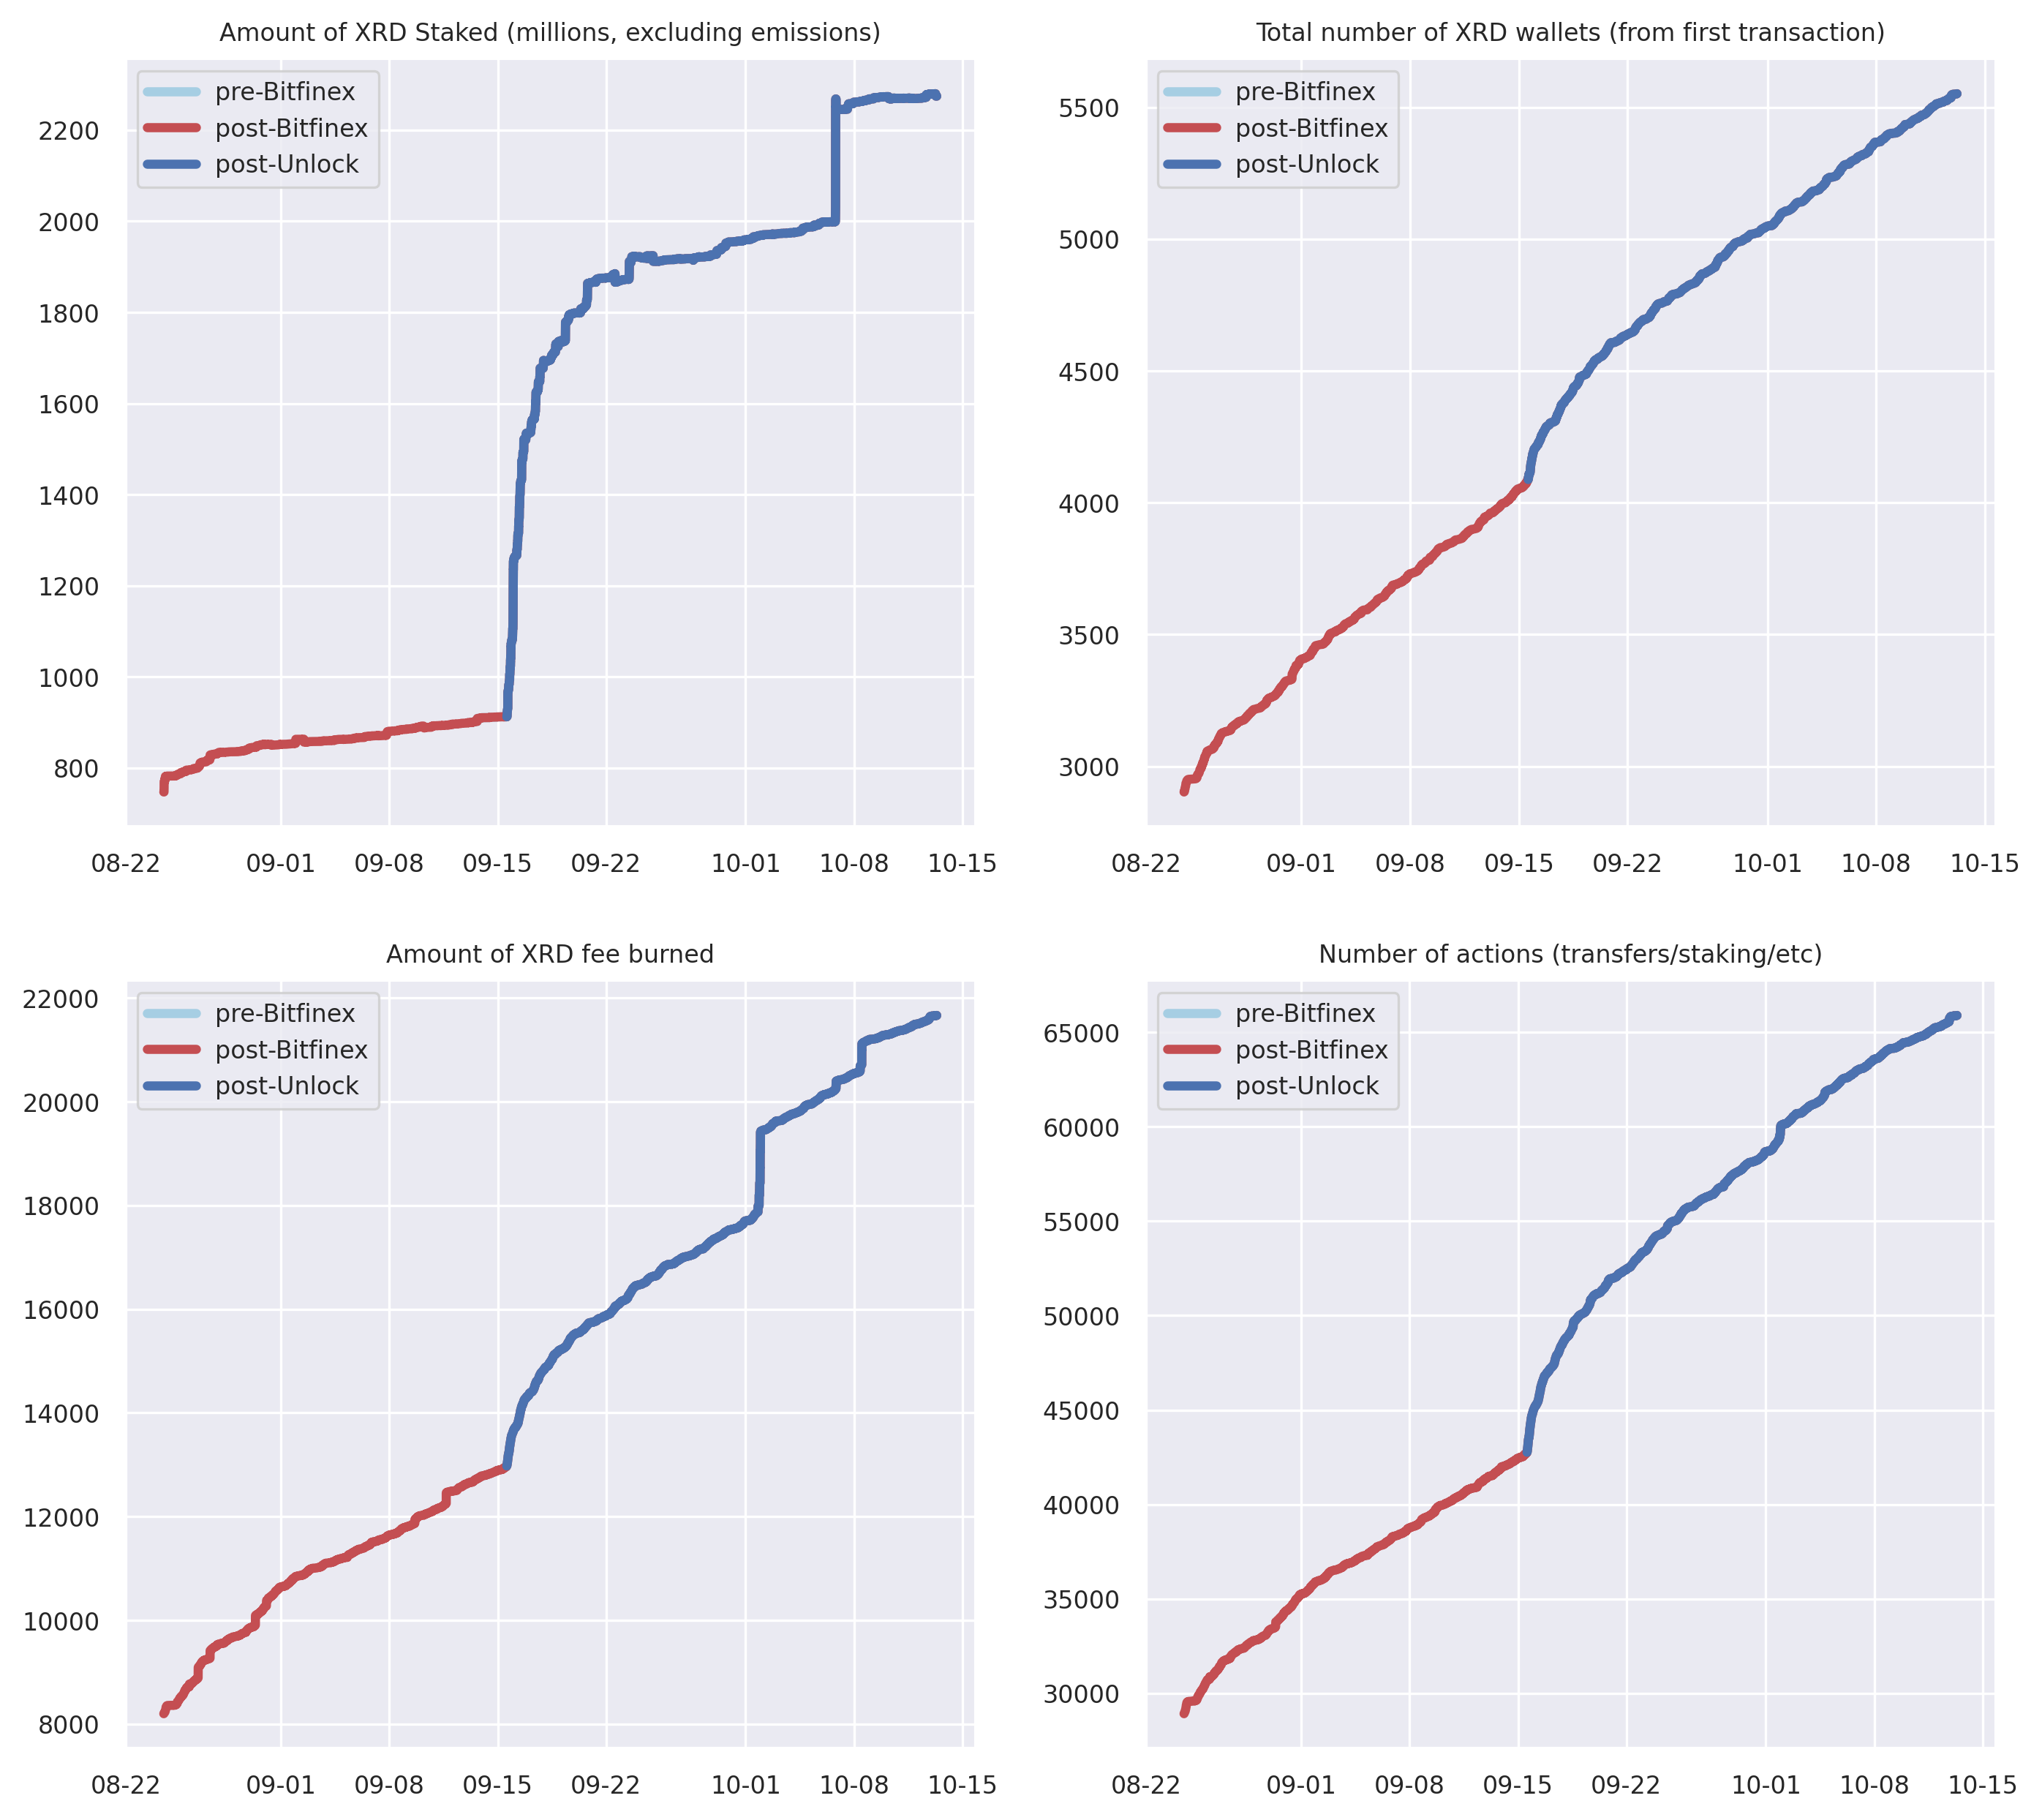 Amount of XRD Staked (millions, excluding emissions)
pre-Bitfinex
post-Bitfinex
post-Unlock
2200
2000
1800
1600
1400
1200
1000
800
08-22 09-01 09-08 09-15 09-22 10-01 10-08 10-15
Total number of XRD wallets (from first transaction)
pre-Bitfinex
post-Bitfinex
post-Unlock
5500
5000
4500
4000
3500
3000
08-22 09-01 09-08 09-15 09-22 10-01 10-08 10-15
Amount of XRD fee burned
pre-Bitfinex
post-Bitfinex
post-Unlock
22000
20000
18000
16000
14000
12000
10000
8000
08-22 09-01 09-08 09-15 09-22 10-01 10-08 10-15
Number of actions (transfers/staking/etc)
pre-Bitfinex
post-Bitfinex
post-Unlock
65000
60000
55000
50000
45000
40000
35000
30000
08-22 09-01 09-08 09-15 09-22 10-01 10-08 10-15